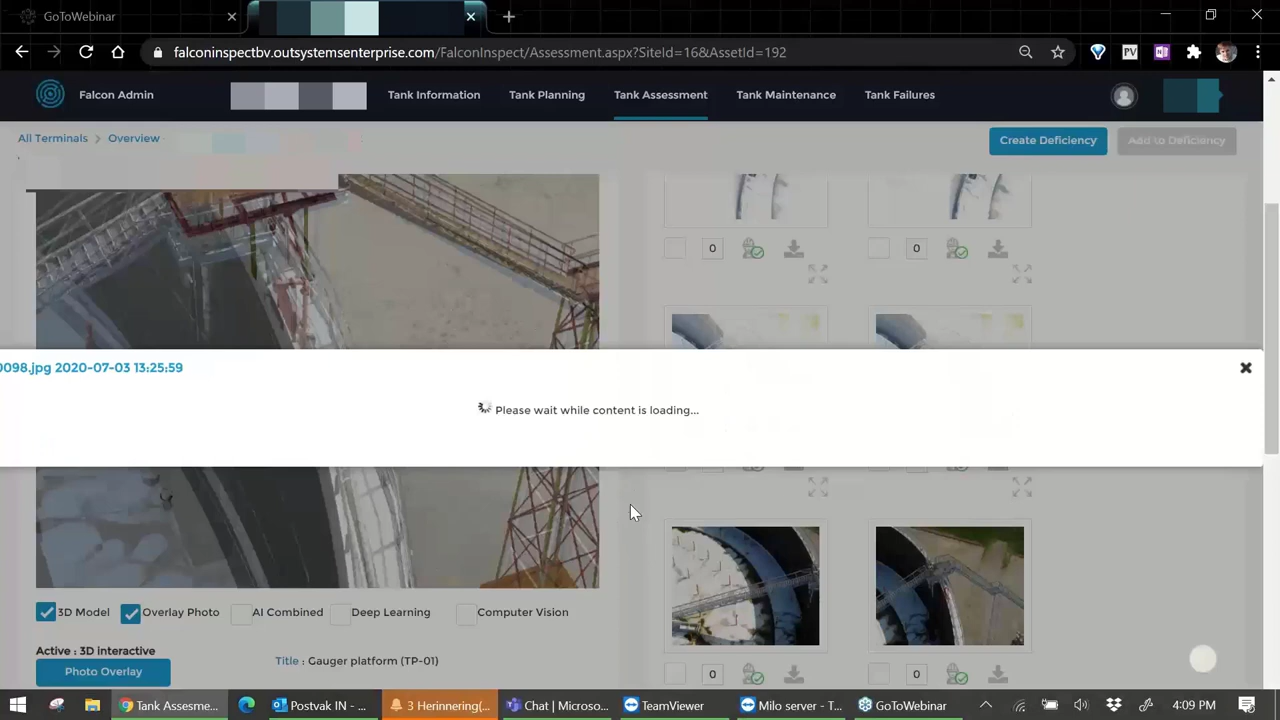 GoToWebinar
falconinspectbv.outsystemsenterprise.com/FalconInspect/Assessment.aspx?SiteId=16&AssetId=192
PV
N
Falcon Admin
Tank Information
Tank Planning
Tank Assessment
Tank Maintenance
Tank Failures
All Terminals > Overview
Create Deficiency
Add to Deficiency
0
0
0098.jpg 2020-07-03 13:25:59
Please wait while content is loading...
3D Model
Overlay Photo
AI Combined
Deep Learning
Computer Vision
Active : 3D interactive
Title : Gauger platform (TP-01)
Photo Overlay
0
0
Tank Assesme...
Postvak IN - ...
3 Herinnering(...
Chat | Microso...
TeamViewer
Milo server - T...
GoToWebinar
4:09 PM